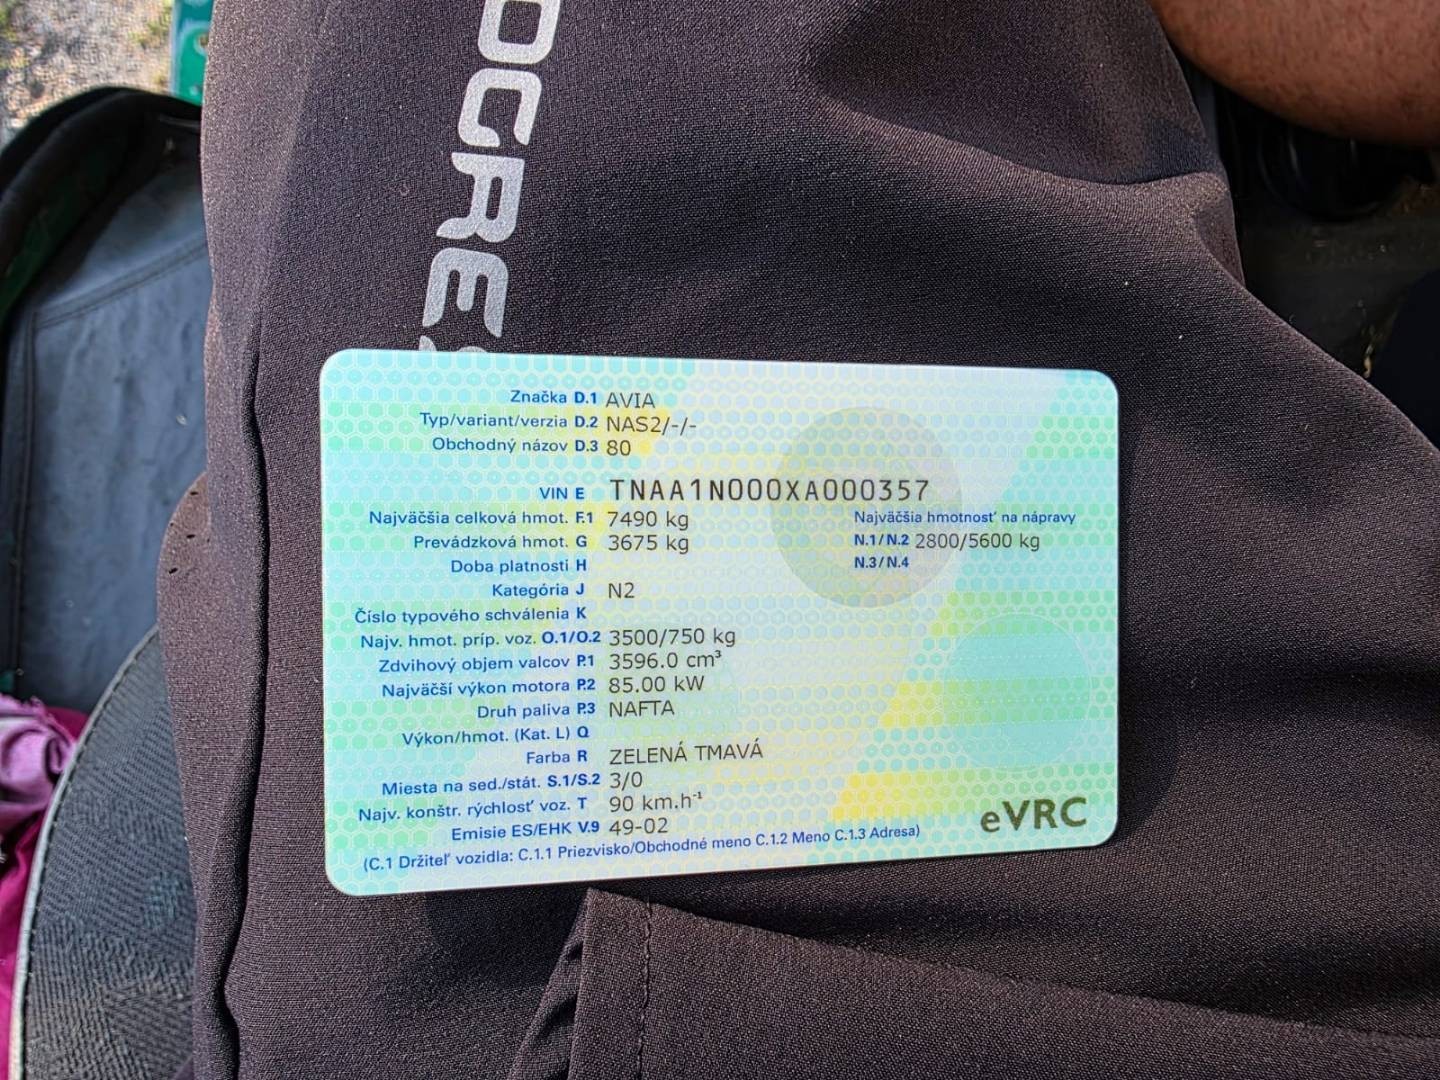 OCRE
Značka D.1 AVIA
Typ/variant/verzia D.2 NAS2/-/-
Obchodný názov D.3 80
VIN E TNAA1N000XA000357
Najväčšia celková hmot. F.1 7490 kg
Najväčšia hmotnosť na nápravy
Prevádzková hmot. G 3675 kg
N.1/N.2 2800/5600 kg
Doba platnosti H
N.3/N.4
Kategória J N2
Číslo typového schválenia K
Najv. hmot. príp. voz. O.1/O.2 3500/750 kg
Zdvihový objem valcov P.1 3596.0 cm³
Najväčší výkon motora P.2 85.00 kW
Druh paliva P.3 NAFTA
Výkon/hmot. (Kat. L) Q
Farba R ZELENÁ TMAVÁ
Miesta na sed./stát. S.1/S.2 3/0
Najv. konštr. rýchlosť voz. T 90 km.h⁻¹
Emisie ES/EHK V.9 49-02
eVRC
(C.1 Držiteľ vozidla: C.1.1 Priezvisko/Obchodné meno C.1.2 Meno C.1.3 Adresa)